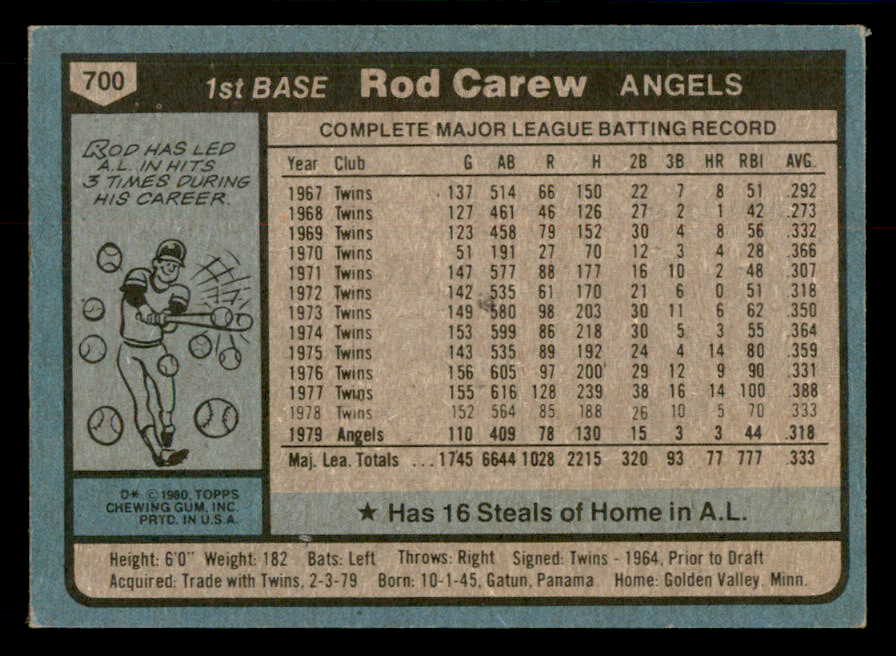 700 1st BASE Rod Carew ANGELS
ROD HAS LED
A.L. IN HITS
3 TIMES DURING
HIS CAREER.
D* © 1980, TOPPS
CHEWING GUM, INC.
PRTD. IN U.S.A.
COMPLETE MAJOR LEAGUE BATTING RECORD
Year Club G AB R H 2B 3B HR RBI AVG.
1967 Twins 137 514 66 150 22 7 8 51 .292
1968 Twins 127 461 46 126 27 2 1 42 .273
1969 Twins 123 458 79 152 30 4 8 56 .332
1970 Twins 51 191 27 70 12 3 4 28 .366
1971 Twins 147 577 88 177 16 10 2 48 .307
1972 Twins 142 535 61 170 21 6 0 51 .318
1973 Twins 149 580 98 203 30 11 6 62 .350
1974 Twins 153 599 86 218 30 5 3 55 .364
1975 Twins 143 535 89 192 24 4 14 80 .359
1976 Twins 156 605 97 200 29 12 9 90 .331
1977 Twins 155 616 128 239 38 16 14 100 .388
1978 Twins 152 564 85 188 26 10 5 70 .333
1979 Angels 110 409 78 130 15 3 3 44 .318
Maj. Lea. Totals ... 1745 6644 1028 2215 320 93 77 777 .333
★ Has 16 Steals of Home in A.L.
Height: 6'0" Weight: 182 Bats: Left Throws: Right Signed: Twins - 1964, Prior to Draft
Acquired: Trade with Twins, 2-3-79 Born: 10-1-45, Gatun, Panama Home: Golden Valley, Minn.